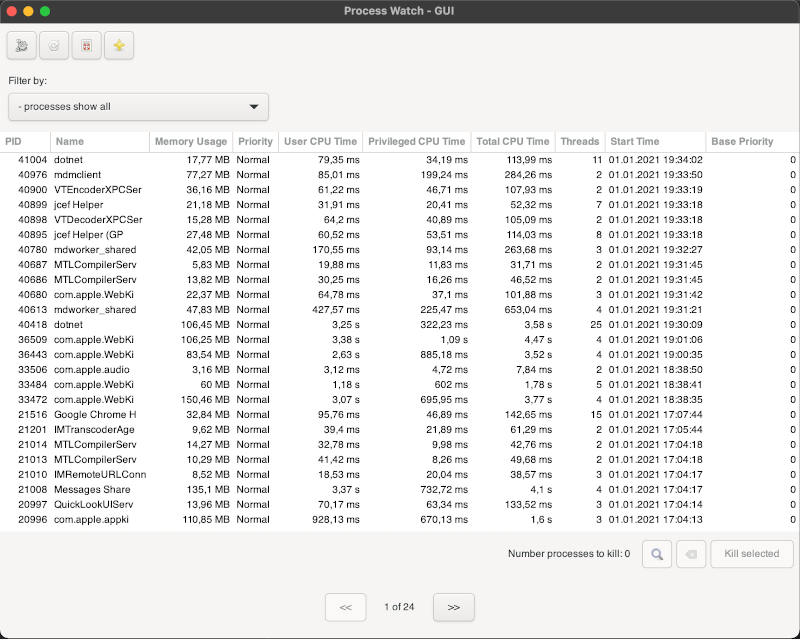 Process Watch - GUI
Filter by:
- processes show all
PID Name Memory Usage Priority User CPU Time Privileged CPU Time Total CPU Time Threads Start Time Base Priority
41004 dotnet 17,77 MB Normal 79,35 ms 34,19 ms 113,99 ms 11 01.01.2021 19:34:02 0
40976 mdmclient 77,27 MB Normal 85,01 ms 199,24 ms 284,26 ms 2 01.01.2021 19:33:50 0
40900 VTEncoderXPCSer 36,16 MB Normal 61,22 ms 46,71 ms 107,93 ms 2 01.01.2021 19:33:19 0
40899 jcef Helper 21,18 MB Normal 31,91 ms 20,41 ms 52,32 ms 7 01.01.2021 19:33:18 0
40898 VTDecoderXPCSer 15,28 MB Normal 64,2 ms 40,89 ms 105,09 ms 2 01.01.2021 19:33:18 0
40895 jcef Helper (GP 27,48 MB Normal 60,52 ms 53,51 ms 114,03 ms 8 01.01.2021 19:33:18 0
40780 mdworker_shared 42,05 MB Normal 170,55 ms 93,14 ms 263,68 ms 3 01.01.2021 19:32:27 0
40687 MTLCompilerServ 5,83 MB Normal 19,88 ms 11,83 ms 31,71 ms 2 01.01.2021 19:31:45 0
40686 MTLCompilerServ 13,82 MB Normal 30,25 ms 16,26 ms 46,52 ms 2 01.01.2021 19:31:45 0
40680 com.apple.WebKi 22,37 MB Normal 64,78 ms 37,1 ms 101,88 ms 3 01.01.2021 19:31:42 0
40613 mdworker_shared 47,83 MB Normal 427,57 ms 225,47 ms 653,04 ms 4 01.01.2021 19:31:21 0
40418 dotnet 106,45 MB Normal 3,25 s 322,23 ms 3,58 s 25 01.01.2021 19:30:09 0
36509 com.apple.WebKi 106,25 MB Normal 3,38 s 1,09 s 4,47 s 4 01.01.2021 19:01:06 0
36443 com.apple.WebKi 83,54 MB Normal 2,63 s 885,18 ms 3,52 s 4 01.01.2021 19:00:35 0
33506 com.apple.audio 3,16 MB Normal 3,12 ms 4,72 ms 7,84 ms 2 01.01.2021 18:38:50 0
33484 com.apple.WebKi 60 MB Normal 1,18 s 602 ms 1,78 s 5 01.01.2021 18:38:41 0
33472 com.apple.WebKi 150,46 MB Normal 3,07 s 695,95 ms 3,77 s 4 01.01.2021 18:38:35 0
21516 Google Chrome H 32,84 MB Normal 95,76 ms 46,89 ms 142,65 ms 15 01.01.2021 17:07:44 0
21201 IMTranscoderAge 9,62 MB Normal 39,4 ms 21,89 ms 61,29 ms 2 01.01.2021 17:05:44 0
21014 MTLCompilerServ 14,27 MB Normal 32,78 ms 9,98 ms 42,76 ms 2 01.01.2021 17:04:18 0
21013 MTLCompilerServ 10,29 MB Normal 41,42 ms 8,26 ms 49,68 ms 2 01.01.2021 17:04:18 0
21010 IMRemoteURLConn 8,52 MB Normal 18,53 ms 20,04 ms 38,57 ms 3 01.01.2021 17:04:17 0
21008 Messages Share 135,1 MB Normal 3,37 s 732,72 ms 4,1 s 4 01.01.2021 17:04:17 0
20997 QuickLookUIServ 13,96 MB Normal 70,17 ms 63,34 ms 133,52 ms 3 01.01.2021 17:04:14 0
20996 com.apple.appki 110,85 MB Normal 928,13 ms 670,13 ms 1,6 s 3 01.01.2021 17:04:13 0
Number processes to kill: 0 Kill selected
<< 1 of 24 >>